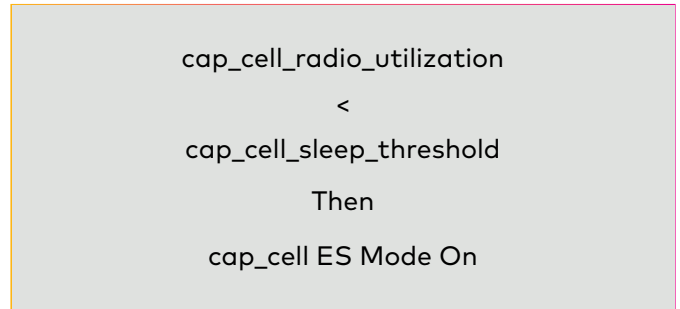 cap_cell_radio_utilization
<
cap_cell_sleep_threshold
Then
cap_cell ES Mode On